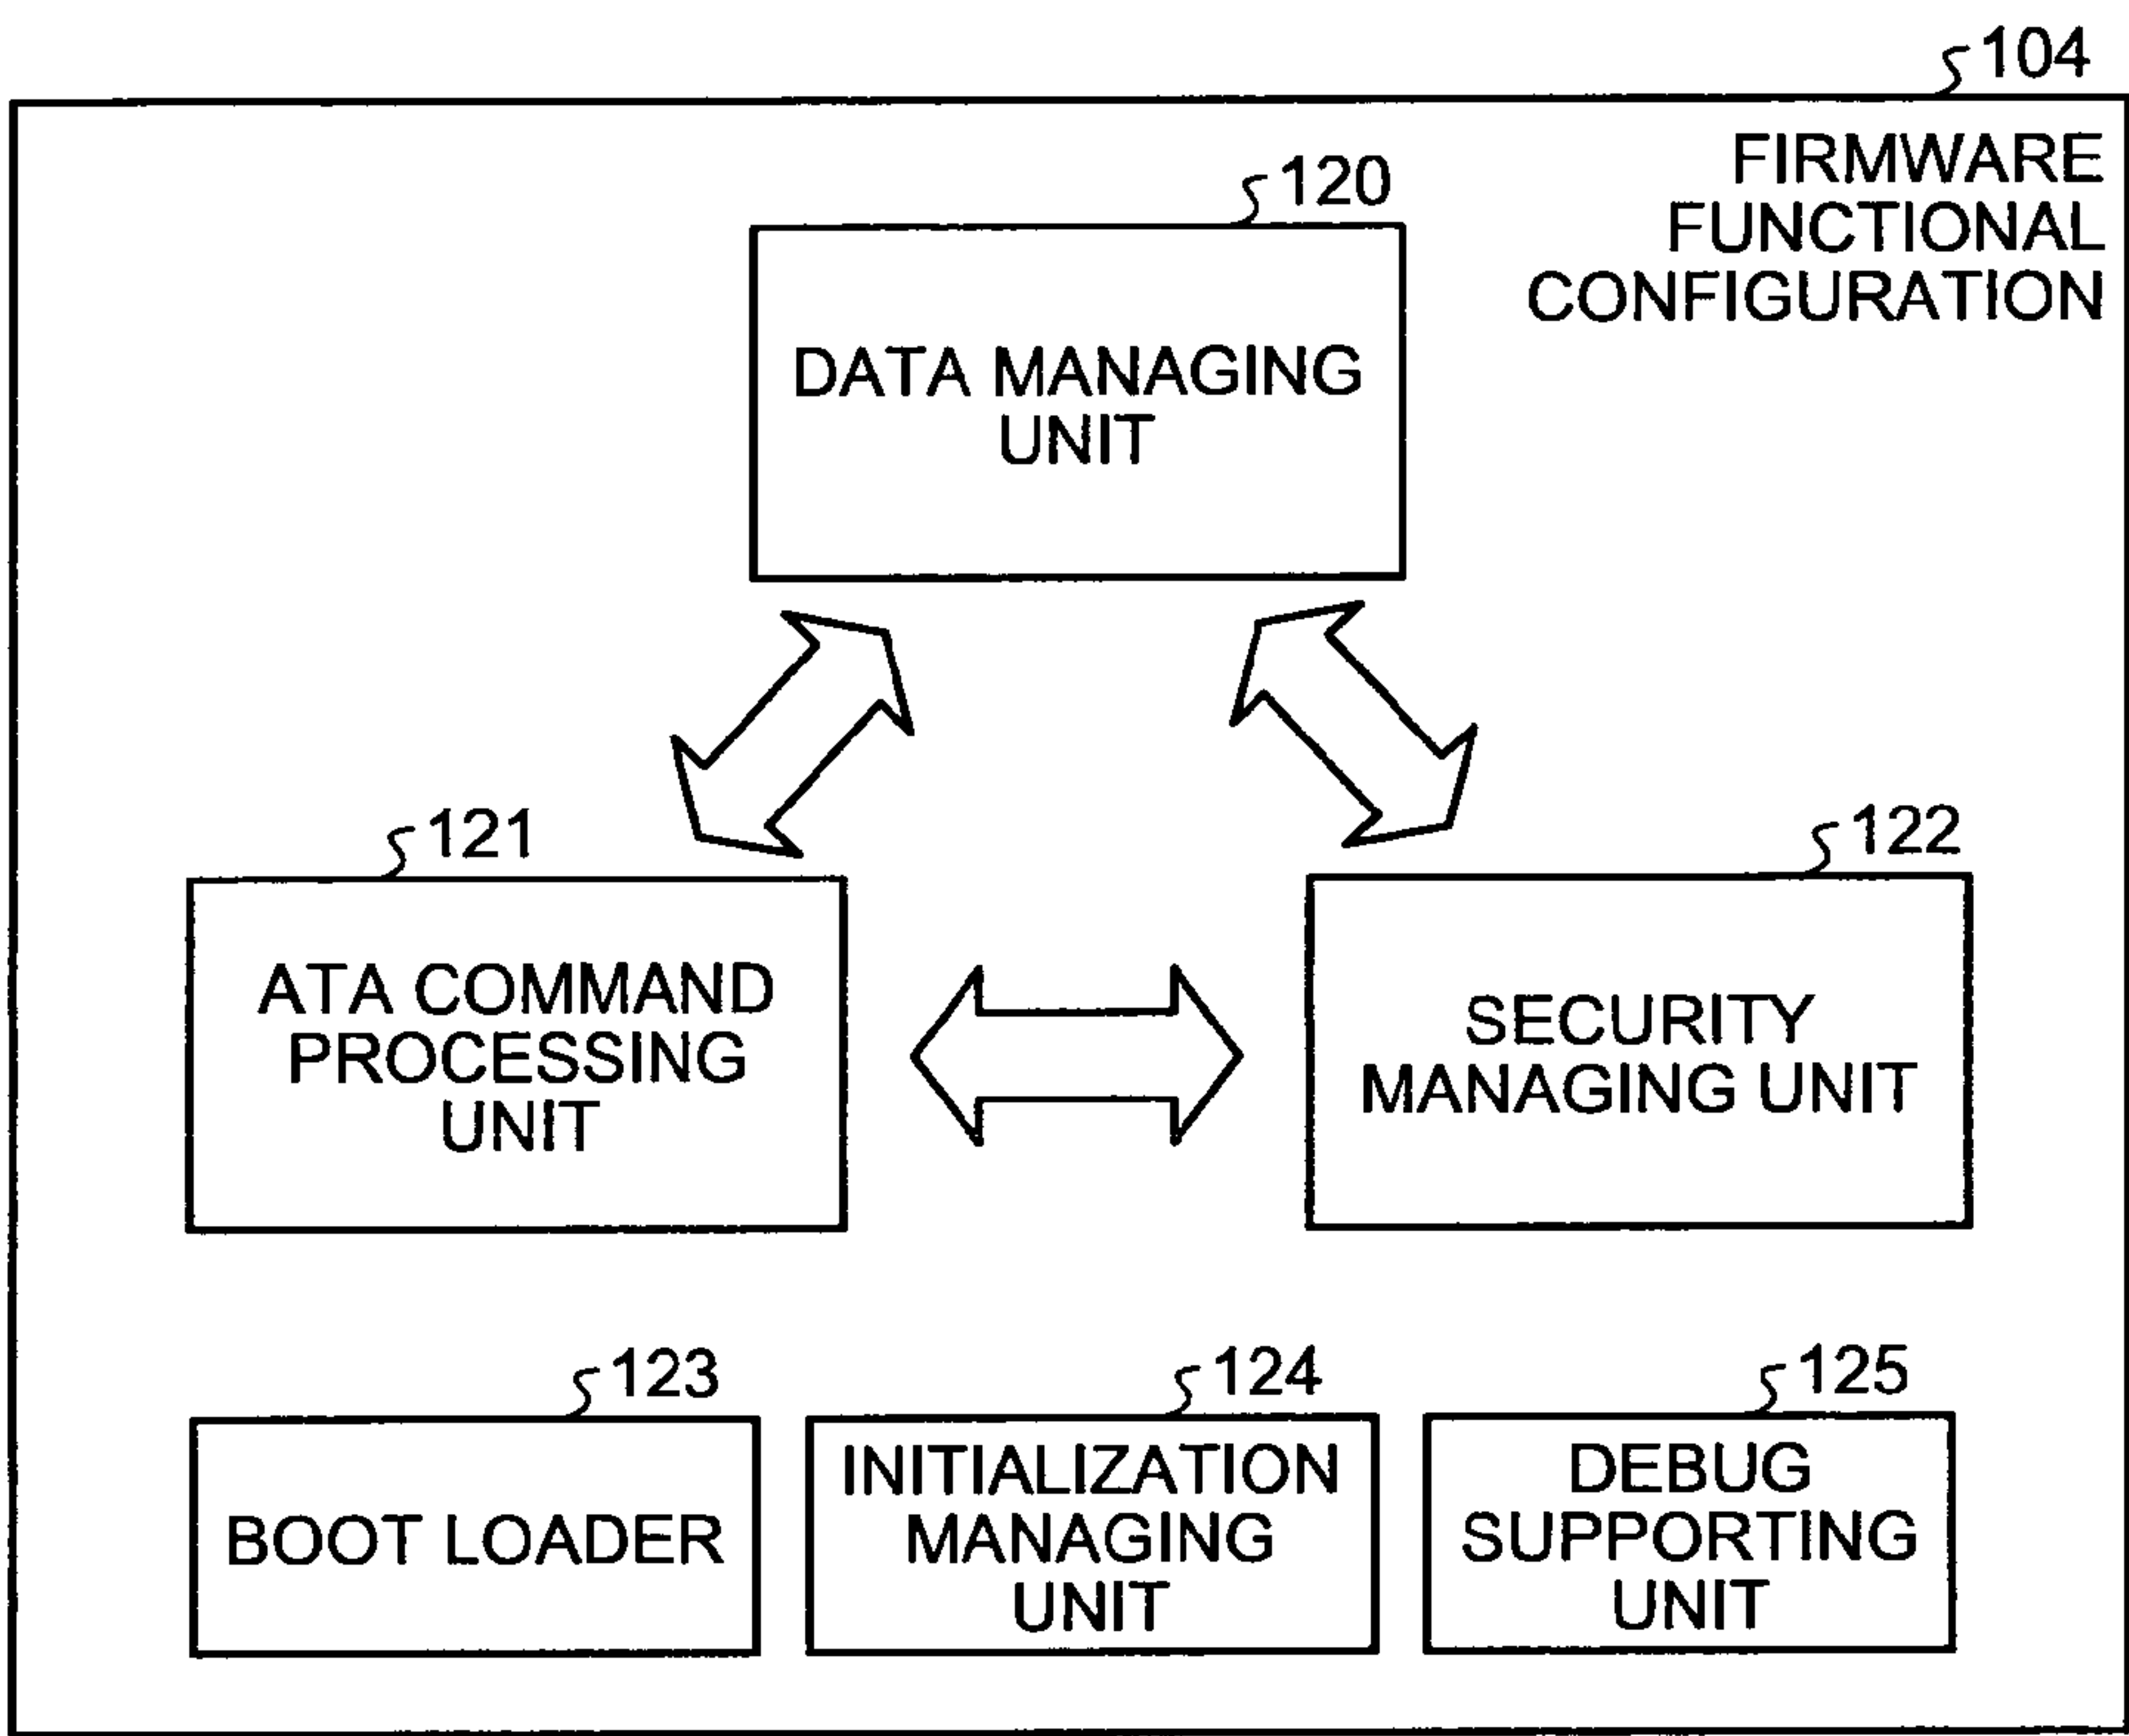 104
FIRMWARE
FUNCTIONAL
CONFIGURATION
120
DATA MANAGING
UNIT
121
ATA COMMAND
PROCESSING
UNIT
122
SECURITY
MANAGING UNIT
123
BOOT LOADER
124
INITIALIZATION
MANAGING
UNIT
125
DEBUG
SUPPORTING
UNIT